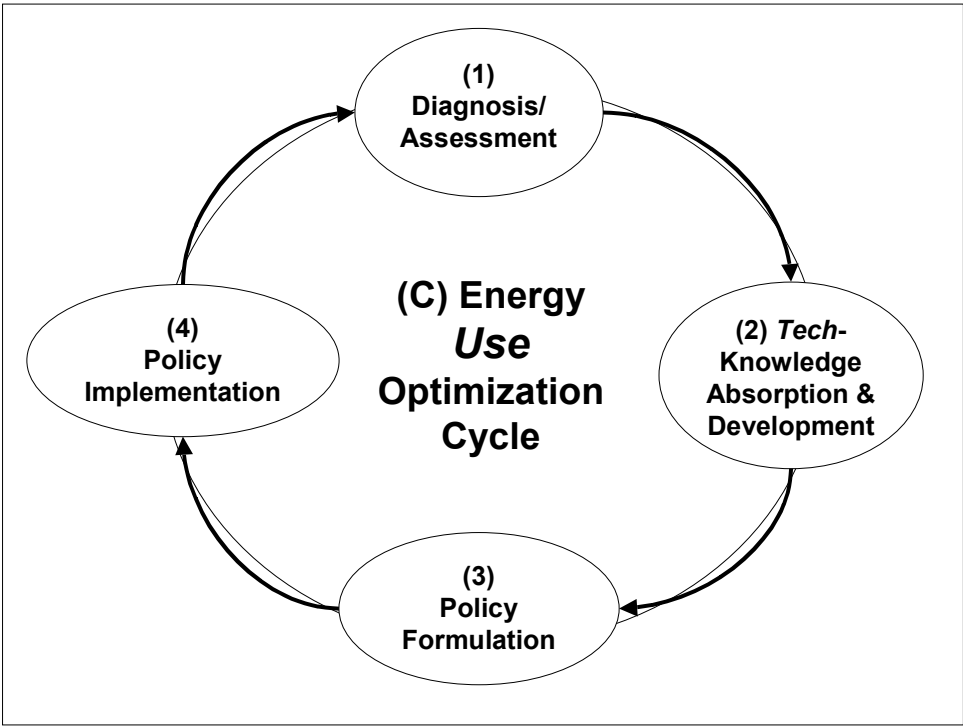 (1)
Diagnosis/
Assessment
(2) Tech-
Knowledge
Absorption &
Development
(3)
Policy
Formulation
(4)
Policy
Implementation
(C) Energy
Use
Optimization
Cycle